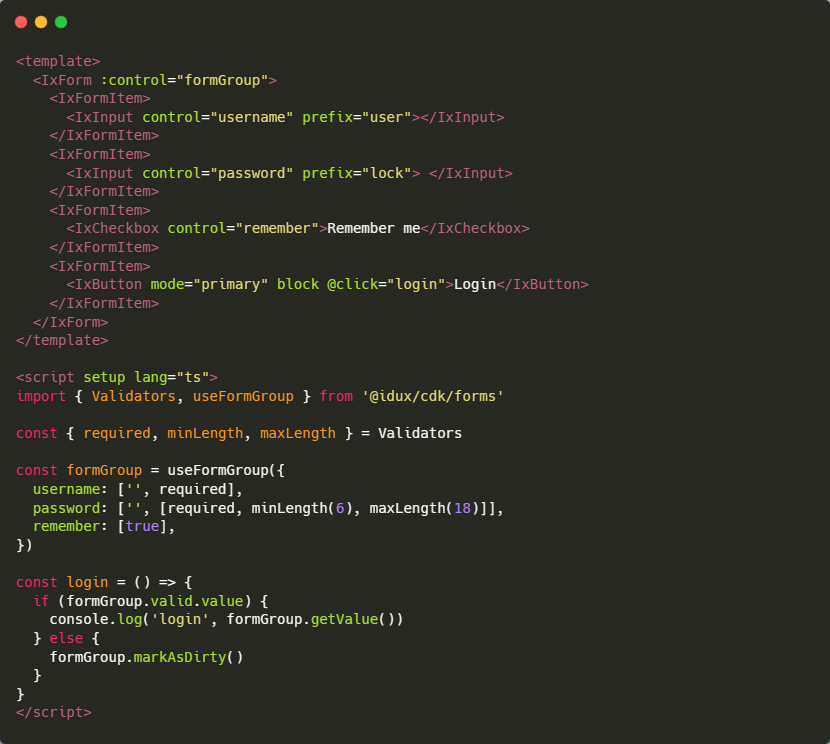 <template>
  <IxForm :control="formGroup">
    <IxFormItem>
      <IxInput control="username" prefix="user"></IxInput>
    </IxFormItem>
    <IxFormItem>
      <IxInput control="password" prefix="lock"> </IxInput>
    </IxFormItem>
    <IxFormItem>
      <IxCheckbox control="remember">Remember me</IxCheckbox>
    </IxFormItem>
    <IxFormItem>
      <IxButton mode="primary" block @click="login">Login</IxButton>
    </IxFormItem>
  </IxForm>
</template>

<script setup lang="ts">
import { Validators, useFormGroup } from '@idux/cdk/forms'

const { required, minLength, maxLength } = Validators

const formGroup = useFormGroup({
  username: ['', required],
  password: ['', [required, minLength(6), maxLength(18)]],
  remember: [true],
})

const login = () => {
  if (formGroup.valid.value) {
    console.log('login', formGroup.getValue())
  } else {
    formGroup.markAsDirty()
  }
}
</script>